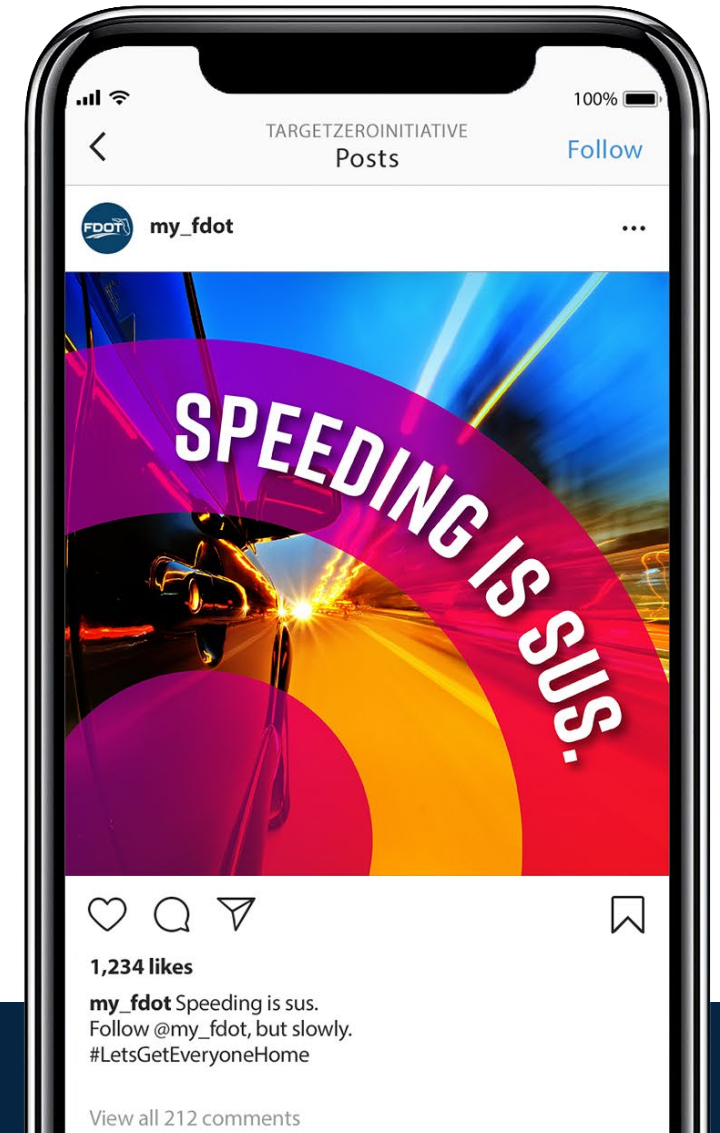 100%
TARGETZEROINITIATIVE
Posts
Follow
FDOT
my_fdot
SPEEDING IS SUS.
1,234 likes
my_fdot Speeding is sus.
Follow @my_fdot, but slowly.
#LetsGetEveryoneHome
View all 212 comments